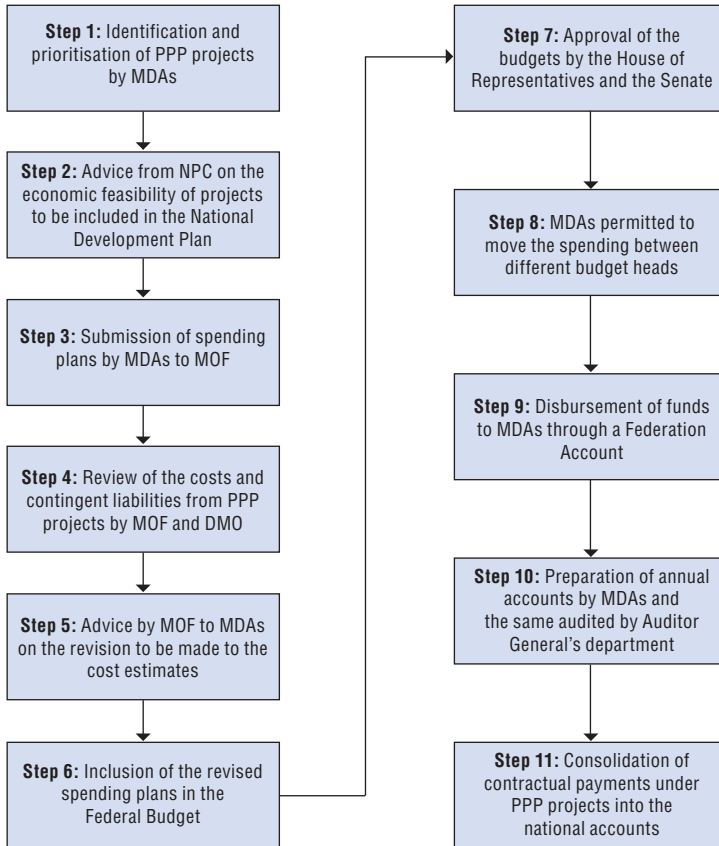 Step 1: Identification and
prioritisation of PPP projects
by MDAs
Step 2: Advice from NPC on the
economic feasibility of projects
to be included in the National
Development Plan
Step 3: Submission of spending
plans by MDAs to MOF
Step 4: Review of the costs and
contingent liabilities from PPP
projects by MOF and DMO
Step 5: Advice by MOF to MDAs
on the revision to be made to the
cost estimates
Step 6: Inclusion of the revised
spending plans in the
Federal Budget
Step 7: Approval of the
budgets by the House of
Representatives and the Senate
Step 8: MDAs permitted to
move the spending between
different budget heads
Step 9: Disbursement of funds
to MDAs through a Federation
Account
Step 10: Preparation of annual
accounts by MDAs and
the same audited by Auditor
General's department
Step 11: Consolidation of
contractual payments under
PPP projects into the
national accounts